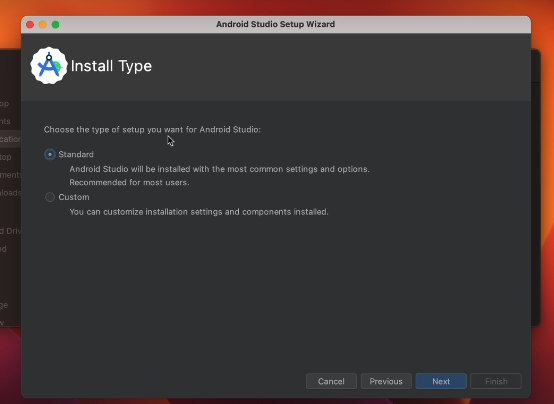 Android Studio Setup Wizard
Install Type
Choose the type of setup you want for Android Studio:
Standard
Android Studio will be installed with the most common settings and options.
Recommended for most users.
Custom
You can customize installation settings and components installed.
Cancel
Previous
Next
Finish